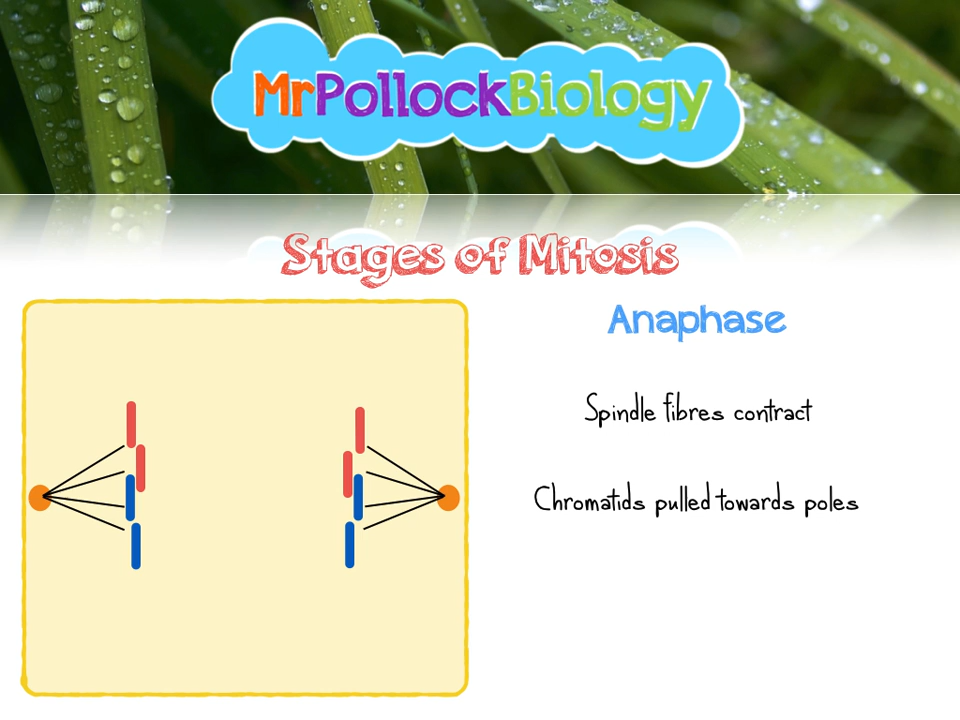 MrPollockBiology
Stages of Mitosis
Anaphase
Spindle fibres contract
Chromatids pulled towards poles